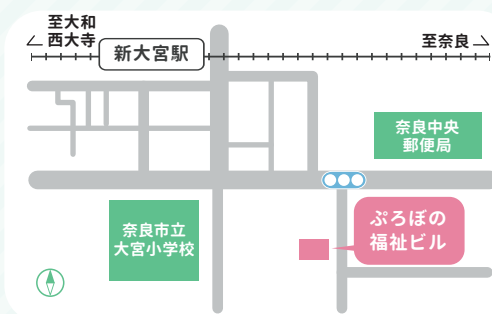 至大和
西大寺
新大宮駅
至奈良
奈良中央
郵便局
奈良市立
大宮小学校
ぷろぼの
福祉ビル